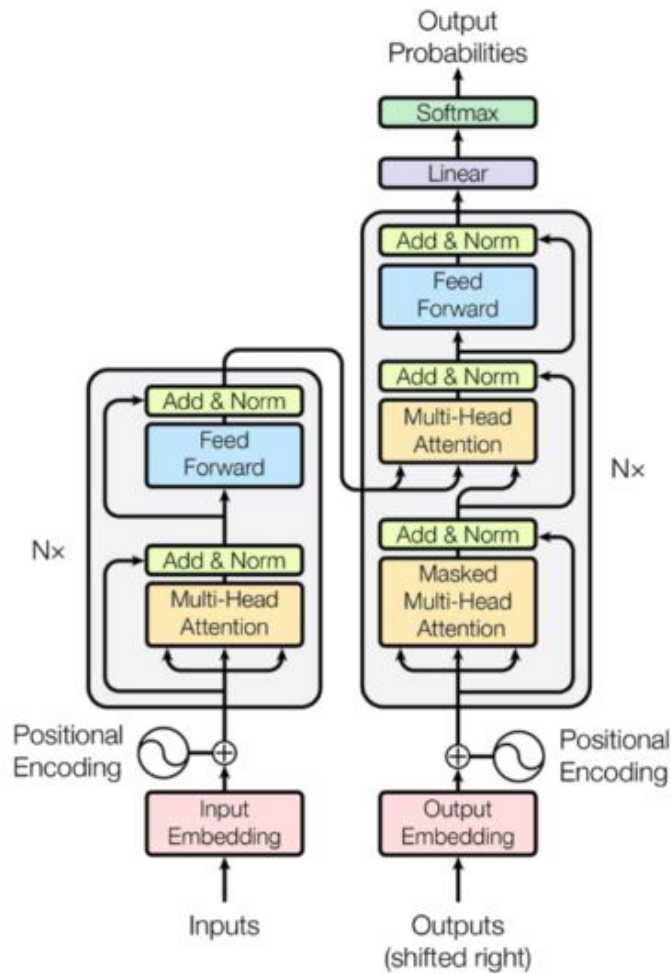 Output
Probabilities
Softmax
Linear
Add & Norm
Feed
Forward
Add & Norm
Multi-Head
Attention
Nx
Add & Norm
Masked
Multi-Head
Attention
Add & Norm
Feed
Forward
Nx
Add & Norm
Multi-Head
Attention
Positional
Encoding
Positional
Encoding
Input
Embedding
Output
Embedding
Inputs
Outputs
(shifted right)